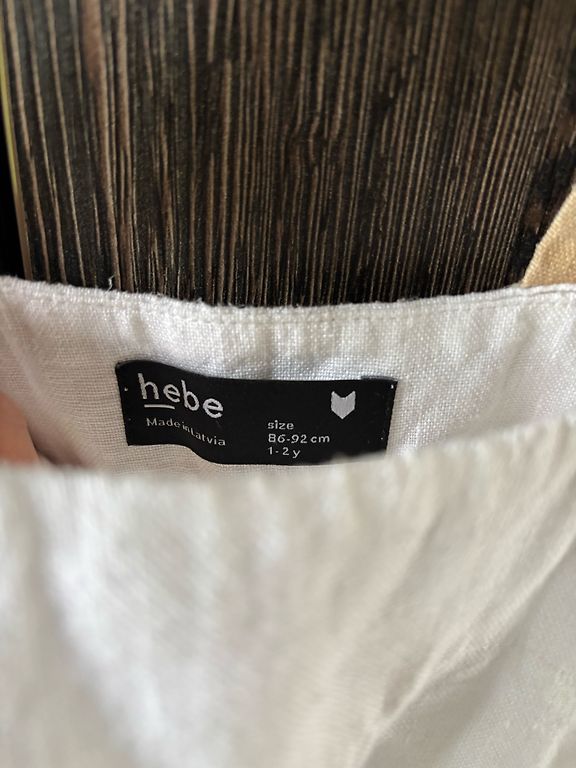 hebe
Made in Latvia
size
86-92 cm
1-2 y